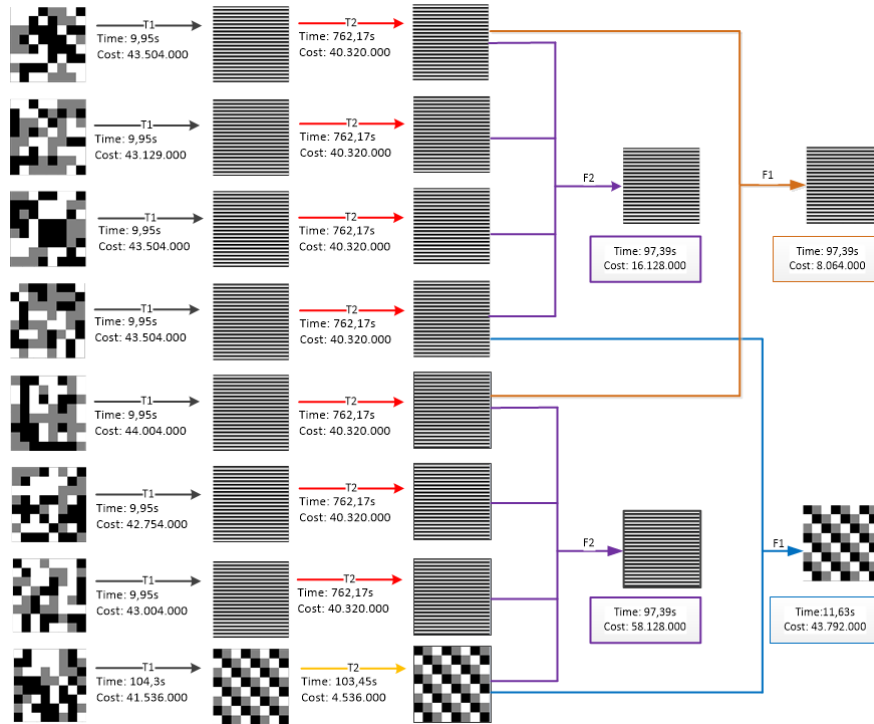 T1
Time: 9,95s
Cost: 43.504.000
T2
Time: 762,17s
Cost: 40.320.000
T1
Time: 9,95s
Cost: 43.129.000
T2
Time: 762,17s
Cost: 40.320.000
T1
Time: 9,95s
Cost: 43.504.000
T2
Time: 762,17s
Cost: 40.320.000
T1
Time: 9,95s
Cost: 43.504.000
T2
Time: 762,17s
Cost: 40.320.000
T1
Time: 9,95s
Cost: 44.004.000
T2
Time: 762,17s
Cost: 40.320.000
T1
Time: 9,95s
Cost: 42.754.000
T2
Time: 762,17s
Cost: 40.320.000
T1
Time: 9,95s
Cost: 43.004.000
T2
Time: 762,17s
Cost: 40.320.000
T1
Time: 104,3s
Cost: 41.536.000
T2
Time: 103,45s
Cost: 4.536.000
F2
Time: 97,39s
Cost: 16.128.000
F1
Time: 97,39s
Cost: 8.064.000
F2
Time: 97,39s
Cost: 58.128.000
F1
Time:11,63s
Cost: 43.792.000